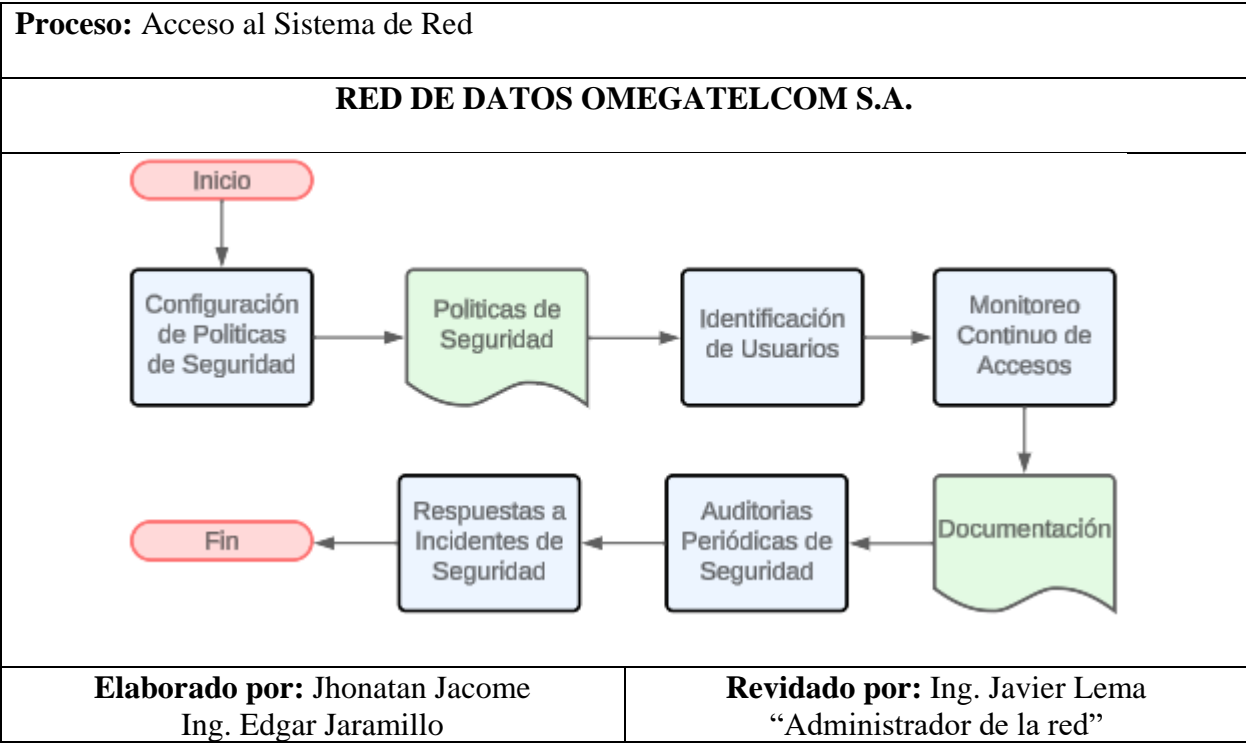 Proceso: Acceso al Sistema de Red
RED DE DATOS OMEGATELCOM S.A.
Inicio
Configuración
de Politicas
de Seguridad
Politicas de
Seguridad
Identificación
de Usuarios
Monitoreo
Continuo de
Accesos
Documentación
Auditorias
Periódicas de
Seguridad
Respuestas a
Incidentes de
Seguridad
Fin
Elaborado por: Jhonatan Jacome
Ing. Edgar Jaramillo
Revidado por: Ing. Javier Lema
“Administrador de la red”